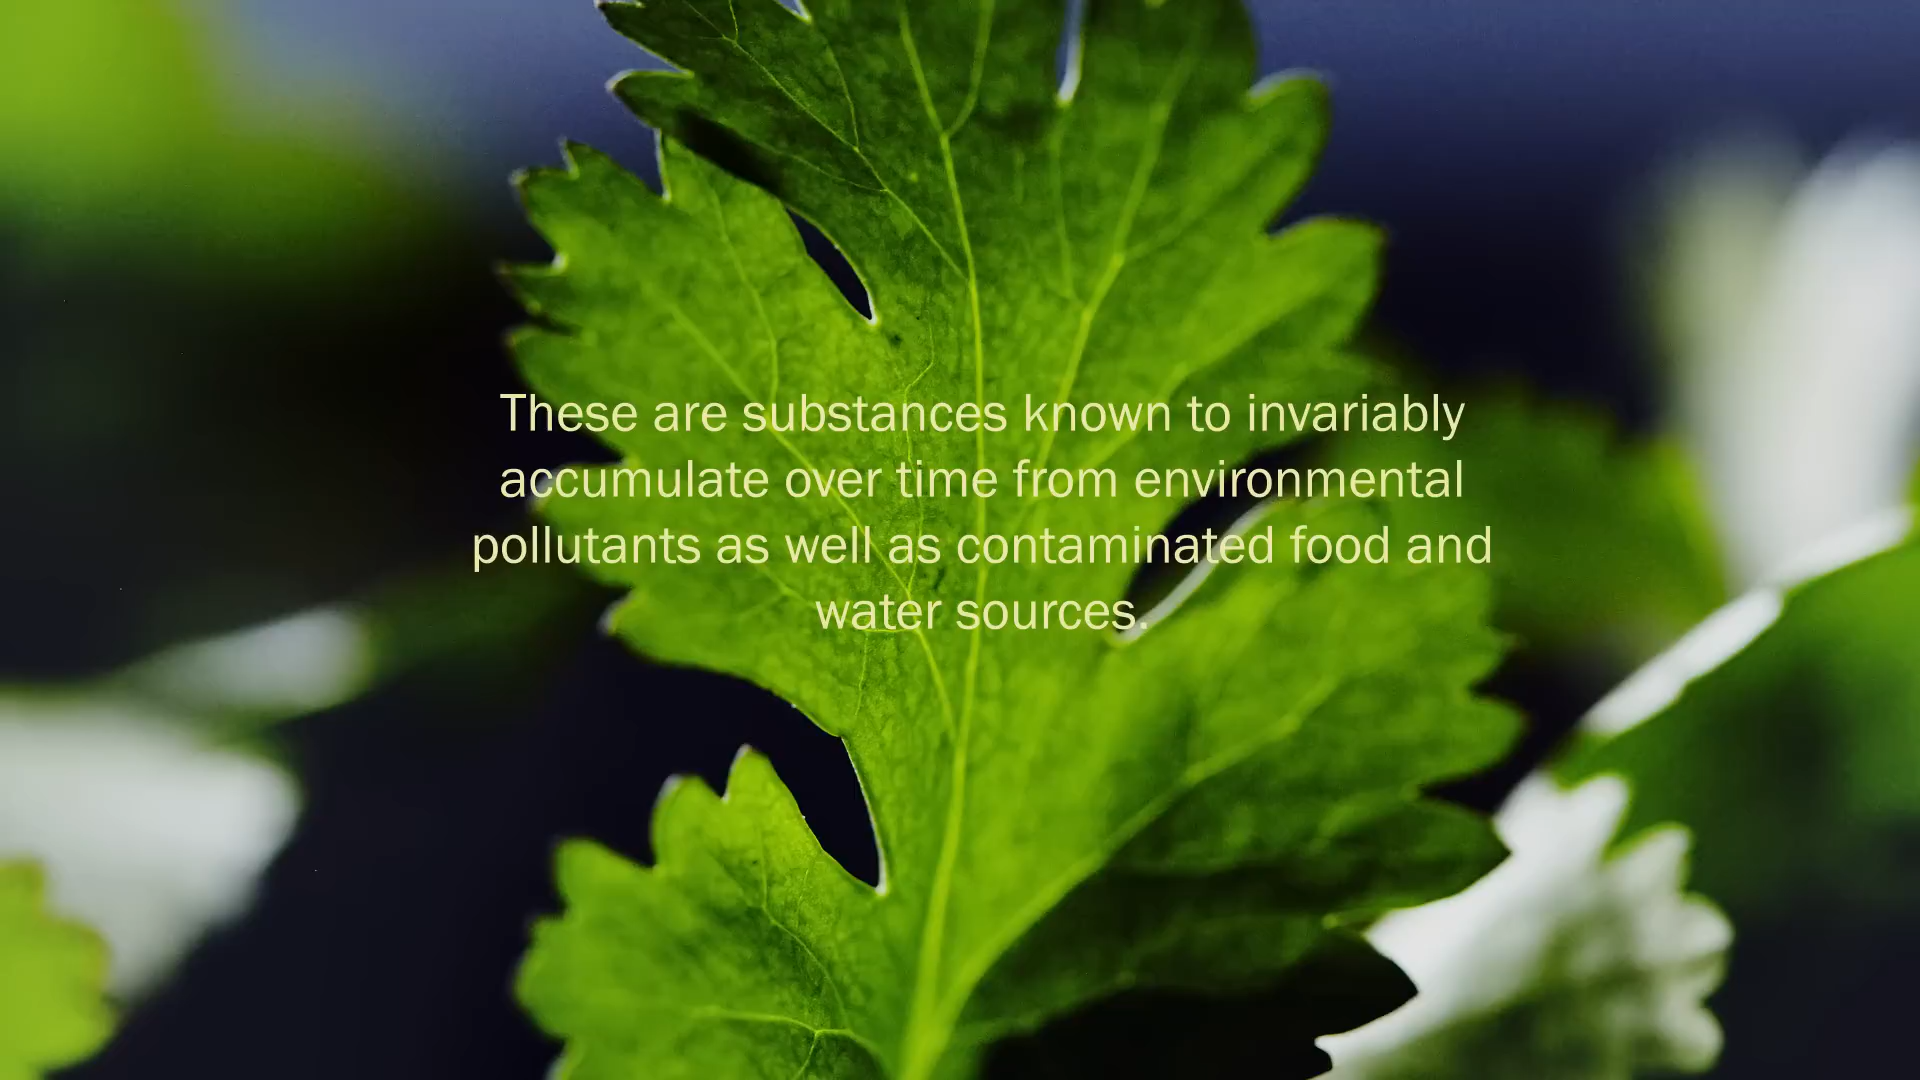 These are substances known to invariably
accumulate over time from environmental
pollutants as well as contaminated food and
water sources.